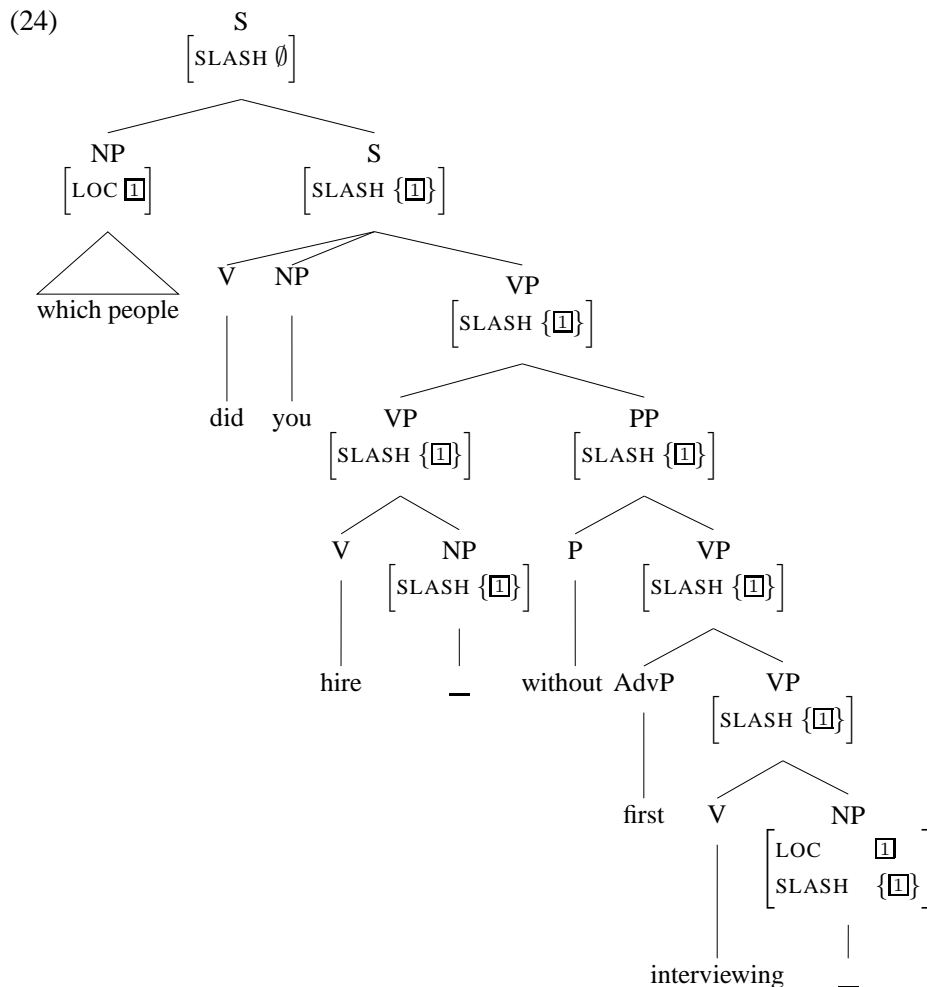 (24) S
[SLASH ∅]
NP S
[LOC 1] [SLASH {1}]
V NP VP
which people [SLASH {1}]
did you VP PP
[SLASH {1}] [SLASH {1}]
V NP P VP
[SLASH {1}] [SLASH {1}]
hire __ without AdvP VP
[SLASH {1}]
first V NP
[LOC 1
SLASH {1}]
interviewing __